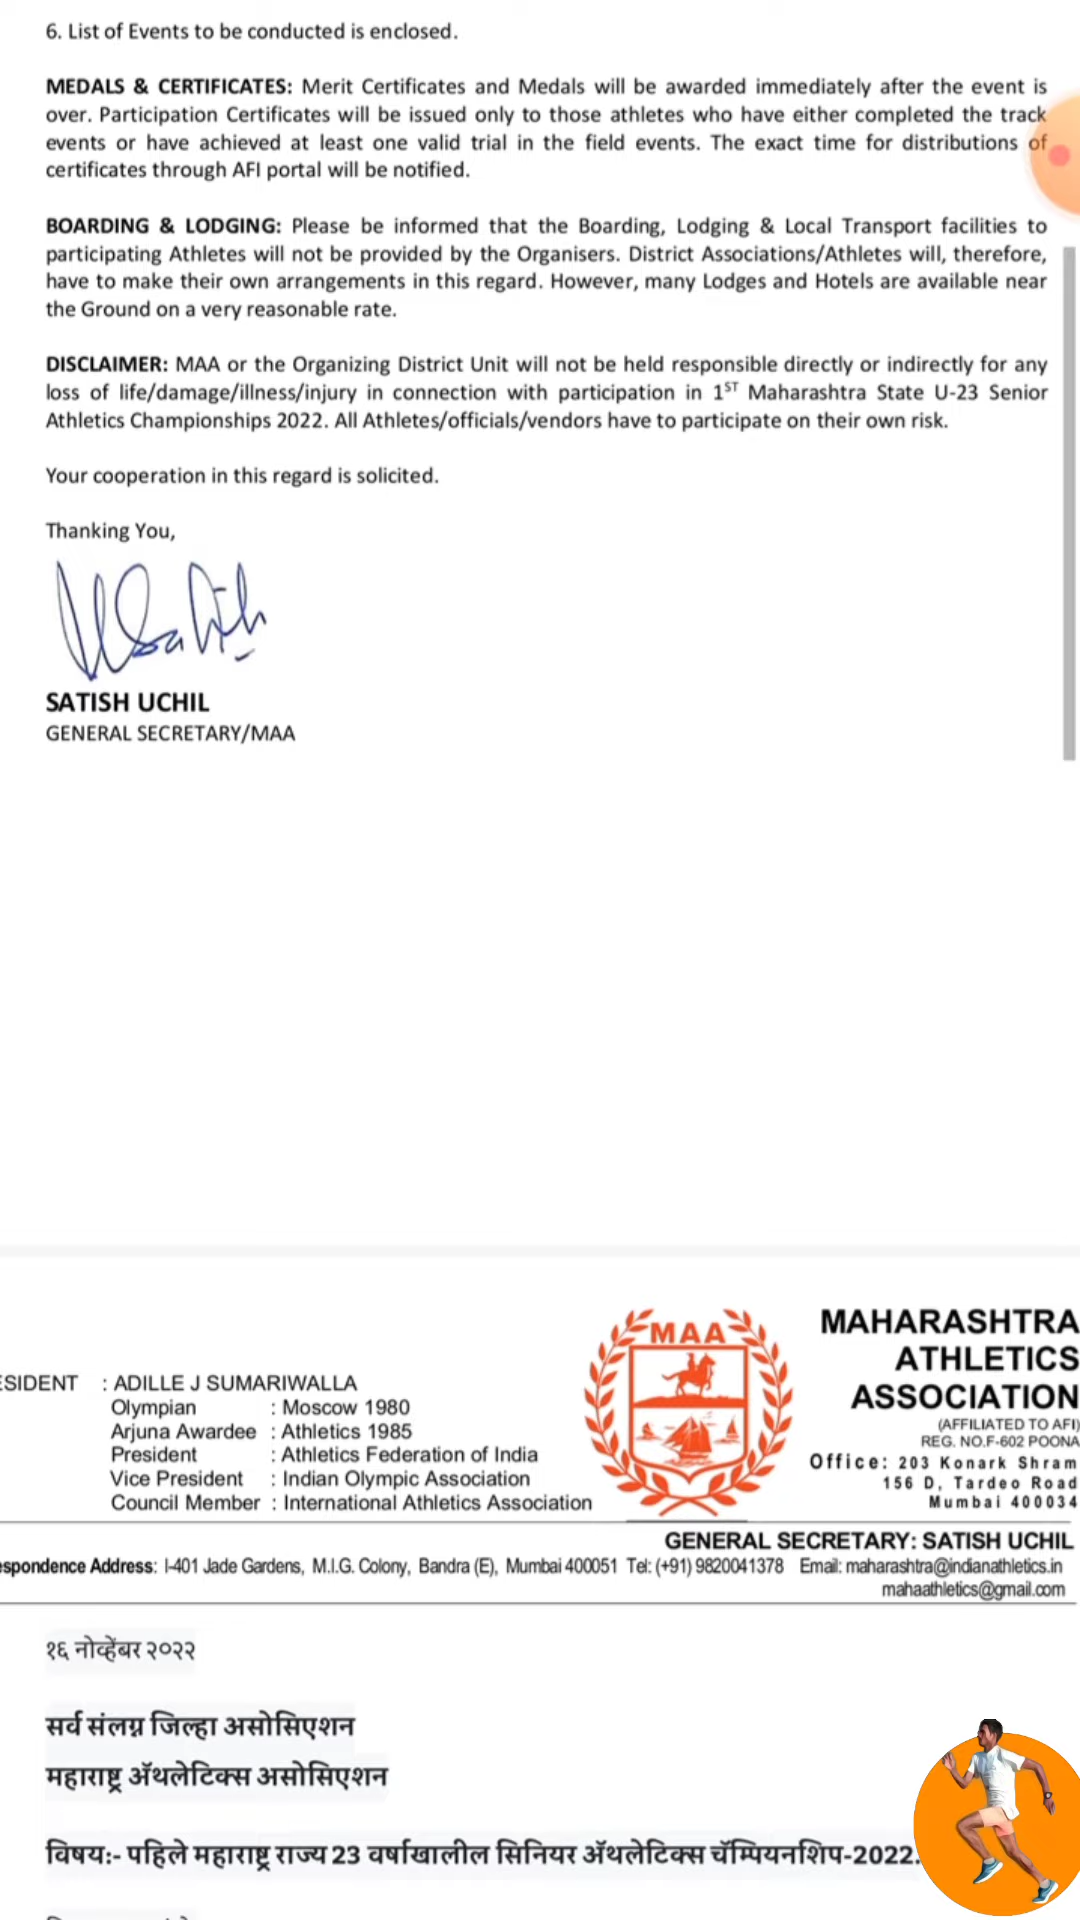 6. List of Events to be conducted is enclosed.
MEDALS & CERTIFICATES: Merit Certificates and Medals will be awarded immediately after the event is
over. Participation Certificates will be issued only to those athletes who have either completed the track
events or have achieved at least one valid trial in the field events. The exact time for distributions of
certificates through AFI portal will be notified.
BOARDING & LODGING: Please be informed that the Boarding, Lodging & Local Transport facilities to
participating Athletes will not be provided by the Organisers. District Associations/Athletes will, therefore,
have to make their own arrangements in this regard. However, many Lodges and Hotels are available near
the Ground on a very reasonable rate.
DISCLAIMER: MAA or the Organizing District Unit will not be held responsible directly or indirectly for any
loss of life/damage/illness/injury in connection with participation in 1ST Maharashtra State U-23 Senior
Athletics Championships 2022. All Athletes/officials/vendors have to participate on their own risk.
Your cooperation in this regard is solicited.
Thanking You,
SATISH UCHIL
GENERAL SECRETARY/MAA
MAA
MAHARASHTRA
ATHLETICS
ASSOCIATION
(AFFILIATED TO AFI)
REG. NO.F-602 POONA
Office: 203 Konark Shram
156 D, Tardeo Road
Mumbai 400034
ESIDENT : ADILLE J SUMARIWALLA
Olympian : Moscow 1980
Arjuna Awardee : Athletics 1985
President : Athletics Federation of India
Vice President : Indian Olympic Association
Council Member : International Athletics Association
GENERAL SECRETARY: SATISH UCHIL
espondence Address: I-401 Jade Gardens, M.I.G. Colony, Bandra (E), Mumbai 400051 Tel: (+91) 9820041378 Email: maharashtra@indianathletics.in
mahaathletics@gmail.com
१६ नोव्हेंबर २०२२
सर्व संलग्न जिल्हा असोसिएशन
महाराष्ट्र ॲथलेटिक्स असोसिएशन
विषय:- पहिले महाराष्ट्र राज्य 23 वर्षाखालील सिनियर ॲथलेटिक्स चॅम्पियनशिप-2022.